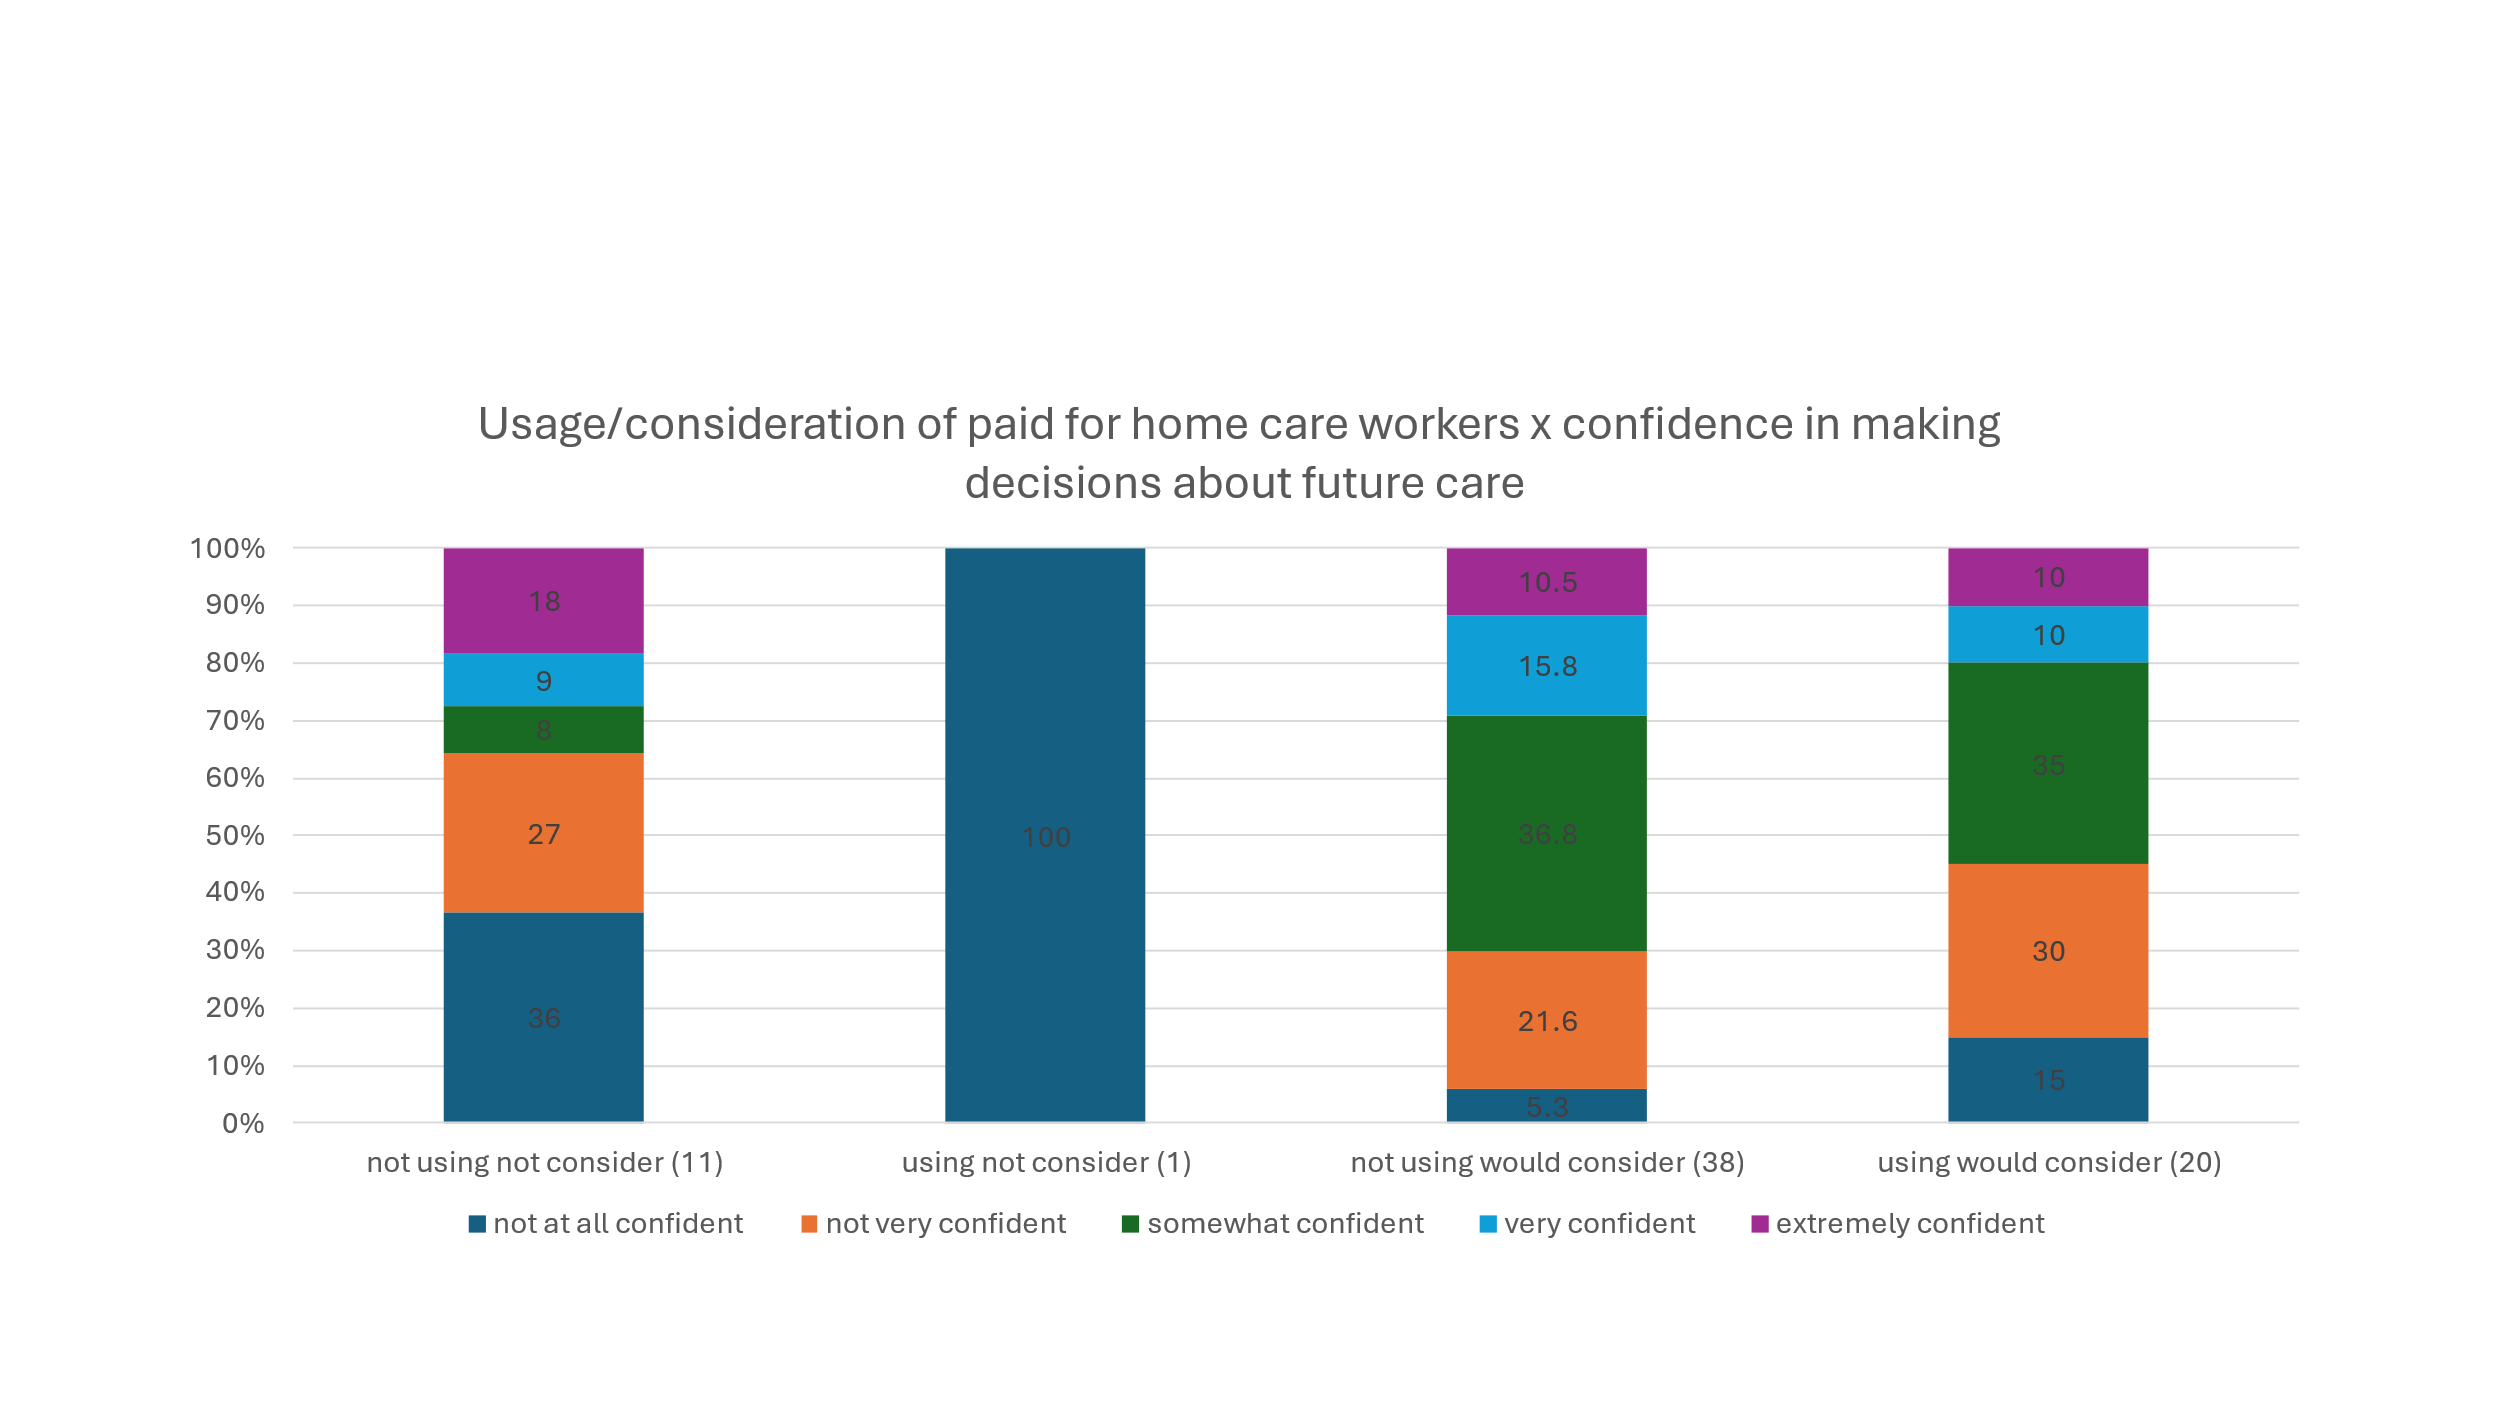 Usage/consideration of paid for home care workers x confidence in making
decisions about future care
100%
90%
80%
70%
60%
50%
40%
30%
20%
10%
0%
18
9
8
27
36
100
10.5
15.8
36.8
21.6
5.3
10
10
35
30
15
not using not consider (11)
using not consider (1)
not using would consider (38)
using would consider (20)
not at all confident
not very confident
somewhat confident
very confident
extremely confident